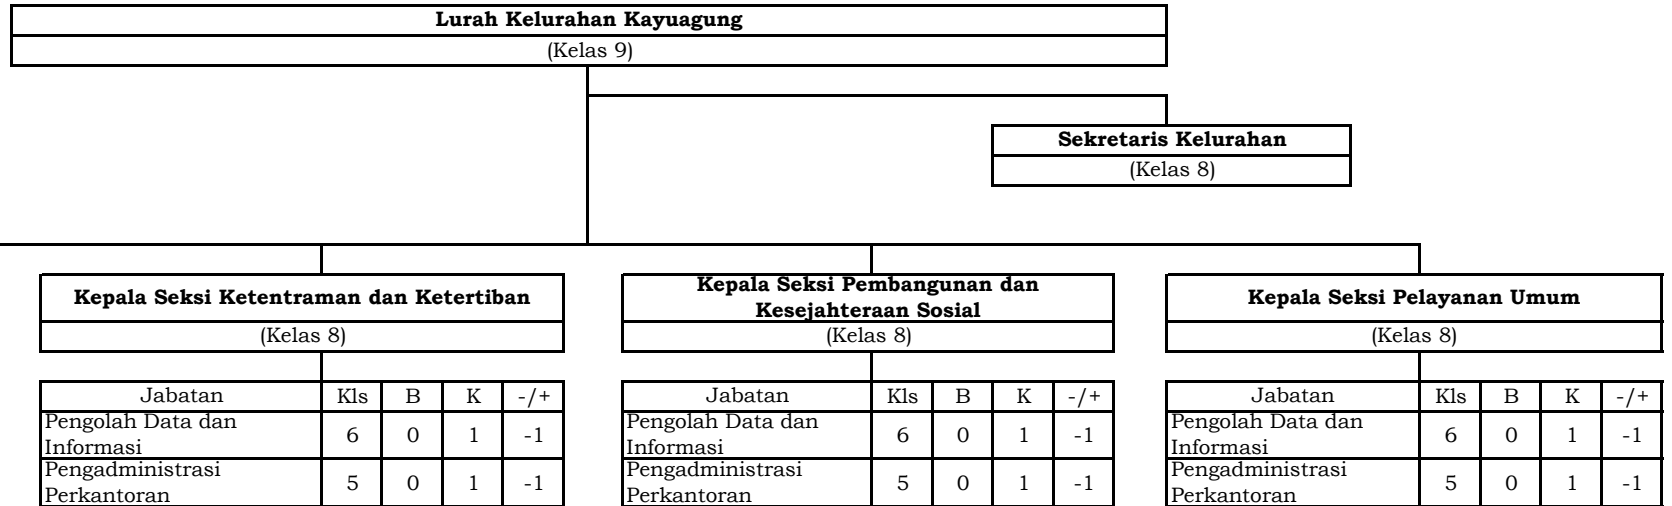 Lurah Kelurahan Kayuagung
(Kelas 9)
Sekretaris Kelurahan
(Kelas 8)
Kepala Seksi Ketentraman dan Ketertiban
(Kelas 8)
Jabatan Kls B K -/+
Pengolah Data dan
Informasi 6 0 1 -1
Pengadministrasi
Perkantoran 5 0 1 -1
Kepala Seksi Pembangunan dan
Kesejahteraan Sosial
(Kelas 8)
Jabatan Kls B K -/+
Pengolah Data dan
Informasi 6 0 1 -1
Pengadministrasi
Perkantoran 5 0 1 -1
Kepala Seksi Pelayanan Umum
(Kelas 8)
Jabatan Kls B K -/+
Pengolah Data dan
Informasi 6 0 1 -1
Pengadministrasi
Perkantoran 5 0 1 -1